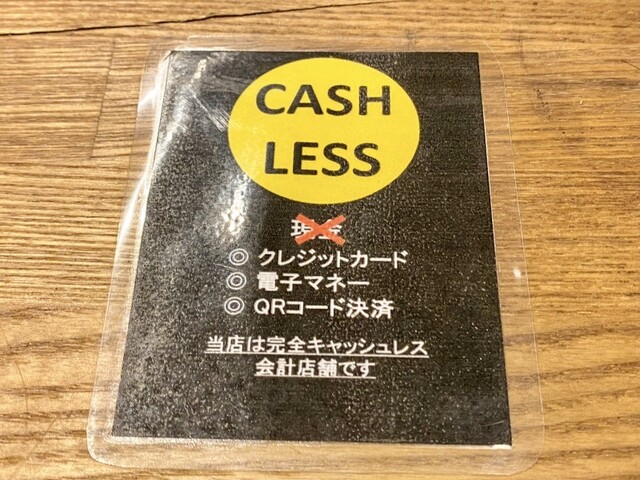 CASH
LESS
現金
◎ クレジットカード
◎ 電子マネー
◎ QRコード決済
当店は完全キャッシュレス
会計店舗です